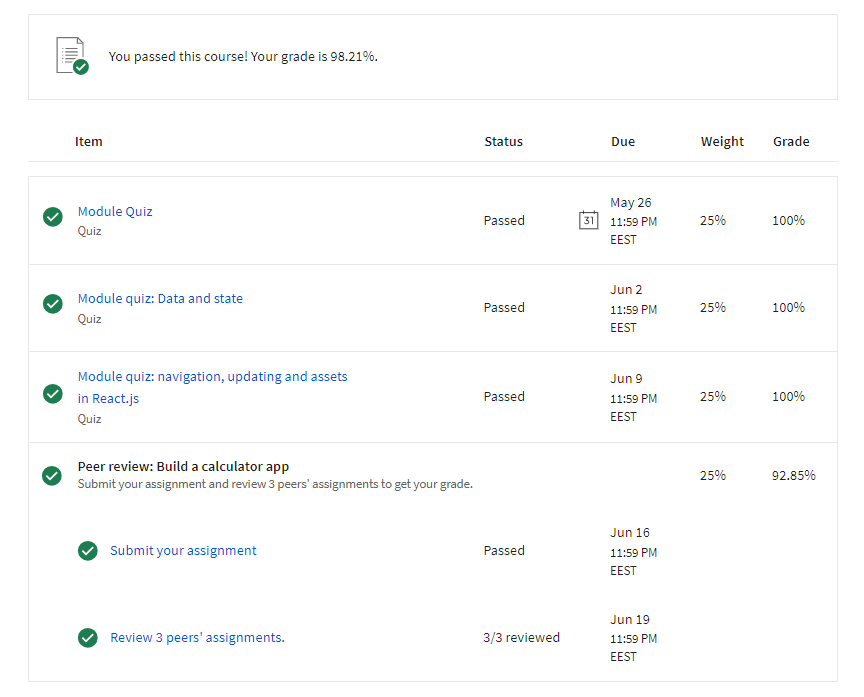 You passed this course! Your grade is 98.21%.
Item Status Due Weight Grade
Module Quiz
Quiz
Passed
31
May 26
11:59 PM
EEST
25%
100%
Module quiz: Data and state
Quiz
Passed
Jun 2
11:59 PM
EEST
25%
100%
Module quiz: navigation, updating and assets
in React.js
Quiz
Passed
Jun 9
11:59 PM
EEST
25%
100%
Peer review: Build a calculator app
Submit your assignment and review 3 peers' assignments to get your grade.
25%
92.85%
Submit your assignment
Passed
Jun 16
11:59 PM
EEST
Review 3 peers' assignments.
3/3 reviewed
Jun 19
11:59 PM
EEST